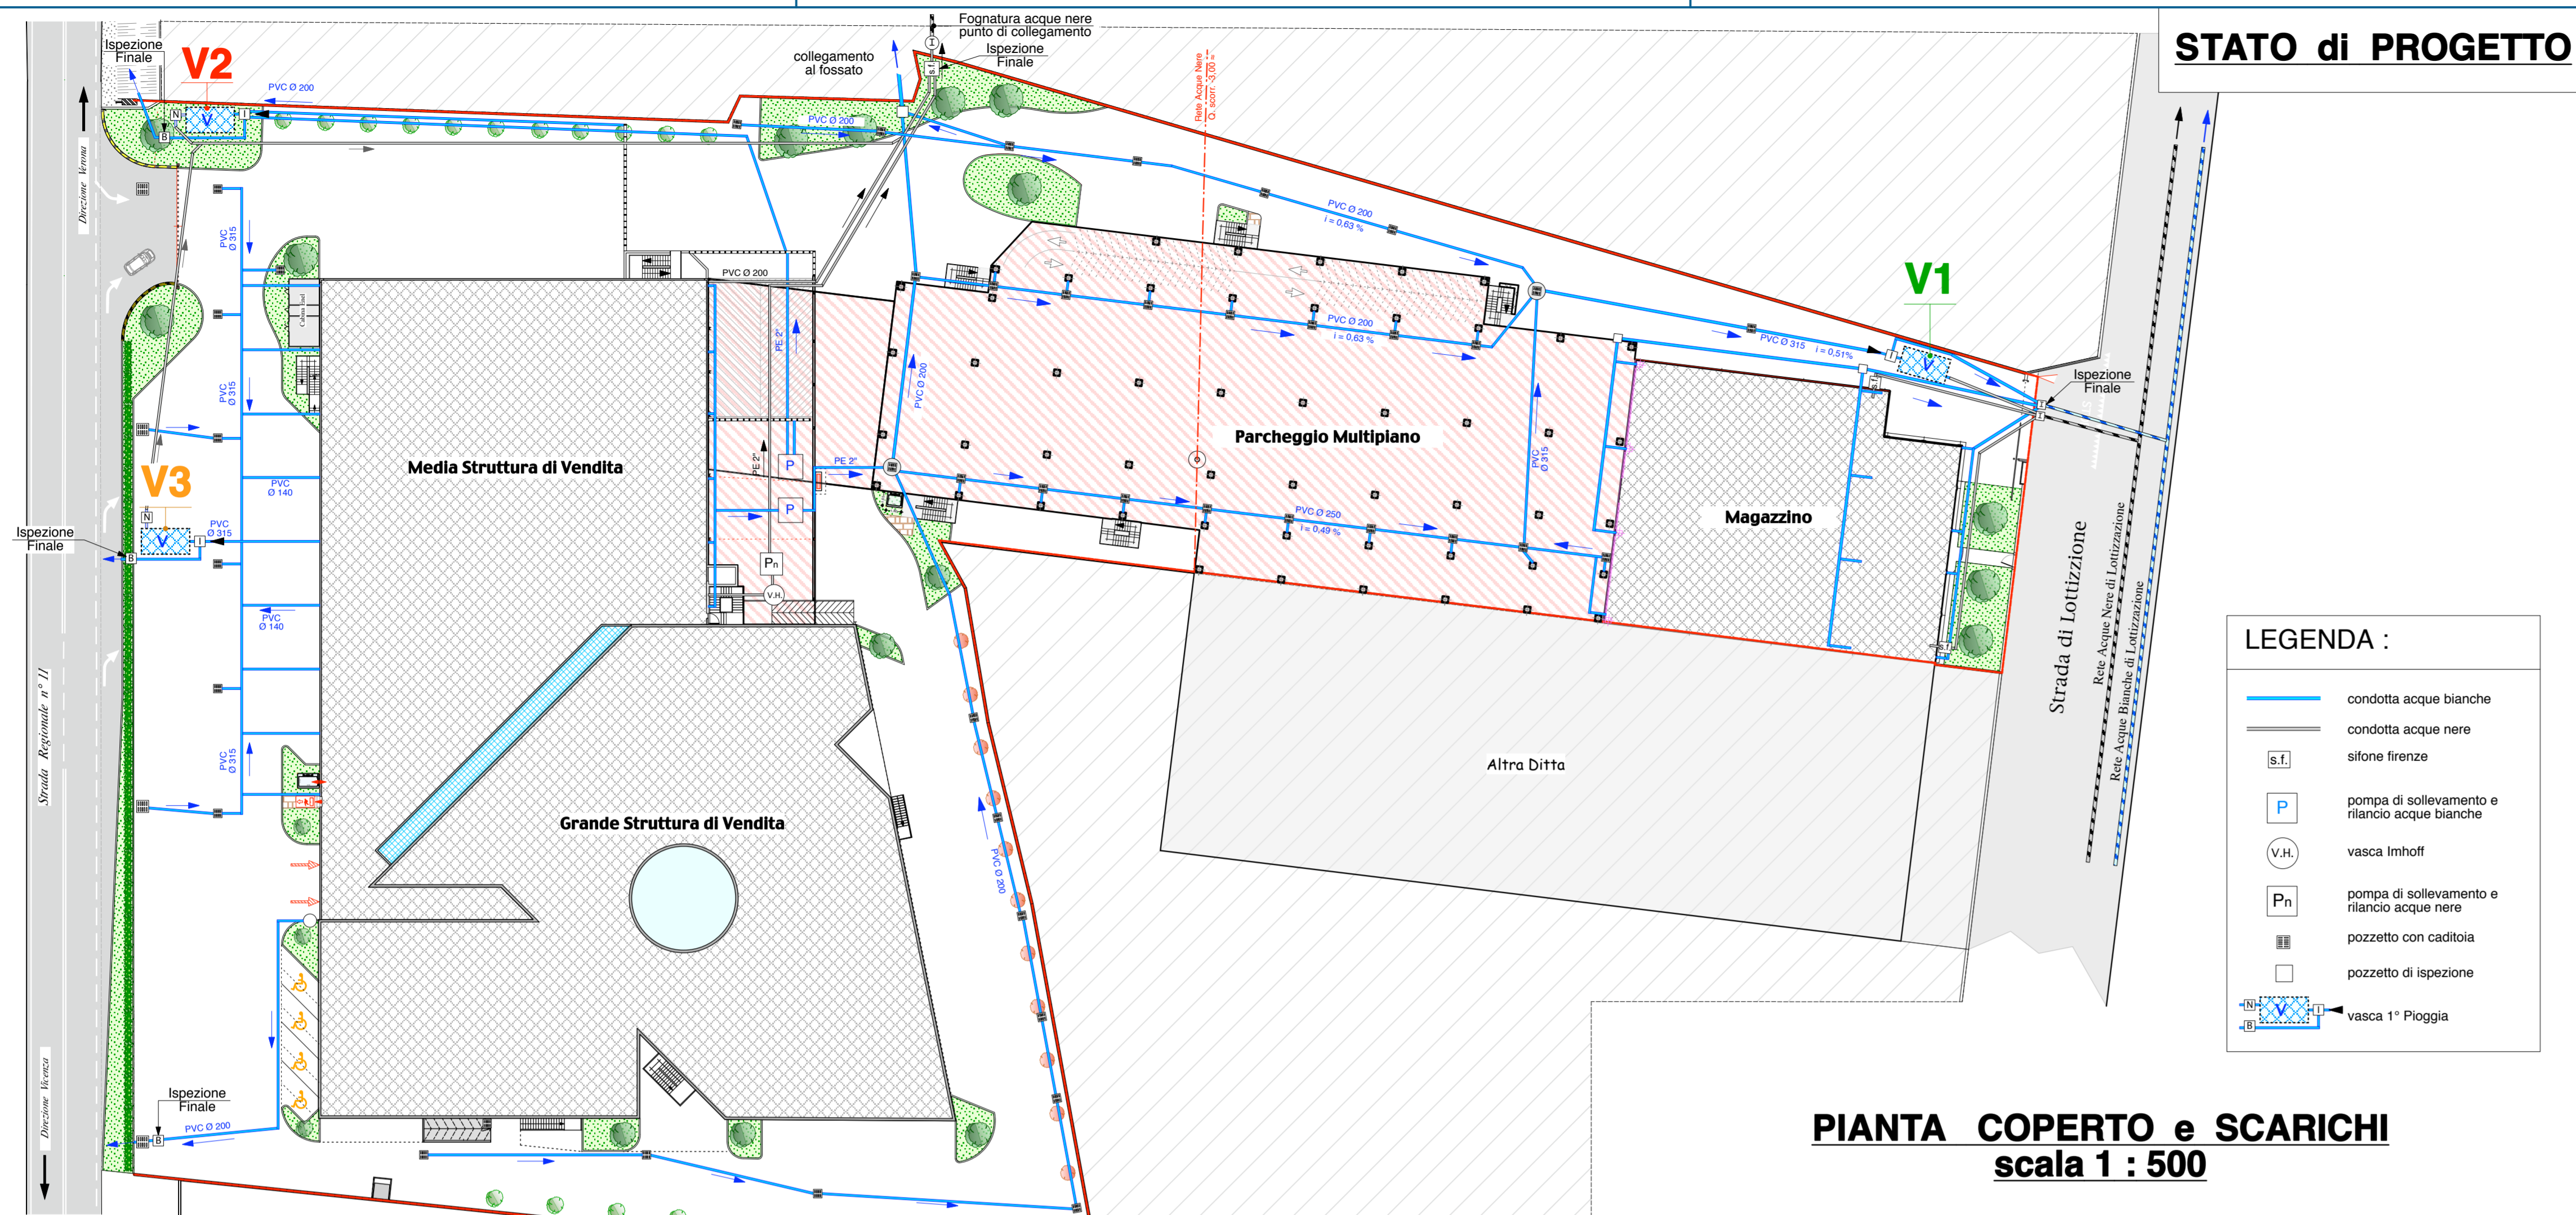 STATO di PROGETTO
Fognatura acque nere
punto di collegamento
Ispezione
Finale
collegamento
al fossato
Ispezione
Finale
V2
PVC Ø 200
PVC Ø 200
Rete Acque Nere
Q. scorr. -3.00 =
N
V
I
B
I
s.f.
Direzione Verona
PVC
Ø 315
PVC Ø 200
i = 0,63 %
PVC Ø 200
Cabina Enel
PE 2"
PVC Ø 200
i = 0,63 %
V1
PVC Ø 315 i = 0,51%
I
V
Ispezione
Finale
s.f.
I
I
PVC
Ø 315
PVC Ø 200
Parcheggio Multipiano
Media Struttura di Vendita
PE 2"
P
PE 2"
PVC
Ø 315
V3
PVC
Ø 140
P
PVC Ø 250
i = 0,49 %
Magazzino
N
Ispezione
Finale
V
I
PVC
Ø 315
B
Pn
V.H.
PVC
Ø 140
s.f.
Strada di Lottizzazione
Rete Acque Nere di Lottizzazione
Rete Acque Bianche di Lottizzazione
Strada Regionale n° 11
PVC
Ø 315
Altra Ditta
Grande Struttura di Vendita
PVC Ø 200
Direzione Vicenza
Ispezione
Finale
B
PVC Ø 200
LEGENDA :
condotta acque bianche
condotta acque nere
s.f.
sifone firenze
P
pompa di sollevamento e
rilancio acque bianche
V.H.
vasca Imhoff
Pn
pompa di sollevamento e
rilancio acque nere
pozzetto con caditoia
pozzetto di ispezione
N
V
I
B
vasca 1° Pioggia
PIANTA COPERTO e SCARICHI
scala 1 : 500